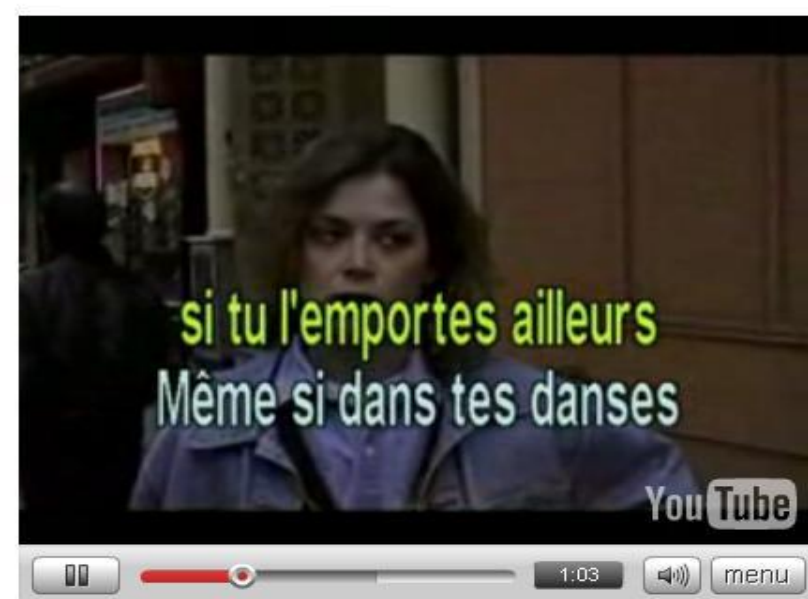 si tu l'emportes ailleurs
Même si dans tes danses
YouTube
1:03
menu